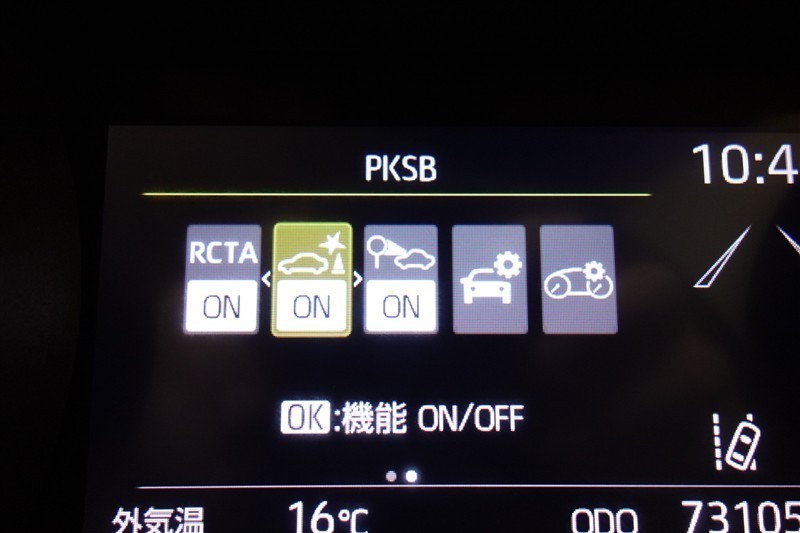 PKSB
10:4
RCTA
ON
ON
ON
OK:機能 ON/OFF
外気温 16℃ ODO 73105